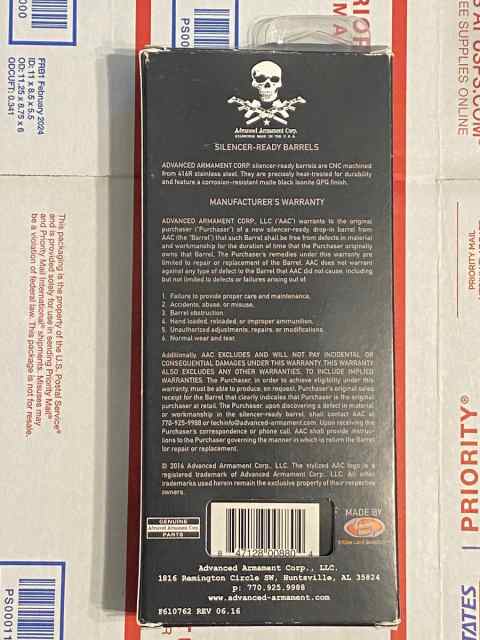 Advanced Armament Corp.
SILENCER-READY BARRELS
ADVANCED ARMAMENT CORP. silencer-ready barrels are CNC machined
from 416R stainless steel. They are precisely heat-treated for durability
and feature a corrosion-resistant matte black Isonite QPQ finish.
MANUFACTURER'S WARRANTY
ADVANCED ARMAMENT CORP., LLC ("AAC") warrants to the original
purchaser ("Purchaser") of a new silencer-ready, drop-in barrel from
AAC (the "Barrel") that such Barrel shall be free from defects in material
and workmanship for the duration of time that the Purchaser originally
owns that Barrel. The Purchaser's remedies under this warranty are
limited to repair or replacement of the Barrel. AAC does not warrant
against any type of defect to the Barrel that AAC did not cause, including
but not limited to defects or failures arising out of:
1. Failure to provide proper care and maintenance,
2. Accidents, abuse, or misuse.
3. Barrel obstruction.
4. Hand loaded, reloaded, or improper ammunition.
5. Unauthorized adjustments, repairs, or modifications.
6. Normal wear and tear.
Additionally AAC EXCLUDES AND WILL NOT PAY INCIDENTAL OR
CONSEQUENTIAL DAMAGES UNDER THIS WARRANTY. THIS WARRANTY
ALSO EXCLUDES ANY OTHER WARRANTIES, TO INCLUDE IMPLIED
WARRANTIES. The Purchaser, in order to achieve eligibility under this
warranty, must be able to produce, on request, Purchaser's original sales
receipt for the Barrel that clearly indicates that Purchaser is the original
purchaser at retail. The Purchaser, upon discovering a defect in material
or workmanship in the silencer-ready barrel, shall contact AAC at
770-925-9988 or techinfo@advanced-armament.com. Upon receiving the
Purchaser's correspondence or phone call, AAC shall provide instruc-
tions to the Purchaser governing the manner in which to return the Barrel
for repair or replacement.
© 2016 Advanced Armament Corp., LLC. The stylized AAC logo is a
registered trademark of Advanced Armament Corp., LLC. All other
trademarks used herein remain the exclusive property of their respective
owners.
GENUINE
Advanced Armament Corp.
PARTS
MADE BY
8 47128 00980 4
Advanced Armament Corp., LLC.
1816 Remington Circle SW, Huntsville, AL 35824
p: 770.925.9988
www.advanced-armament.com
F610762 REV 06.16
FRB1 February 2024
ID: 11 x 8.5 x 5.5
OD: 11.25 x 8.75 x 6
ODCUFT: 0.341
This packaging is the property of the U.S. Postal Service®
and is provided solely for use in sending Priority Mail®
and Priority Mail International® shipments. Misuses may
be a violation of federal law. This package is not for resale.
EE SUPPLIES ONLINE
PRIORITY MAIL
PRIORITY®